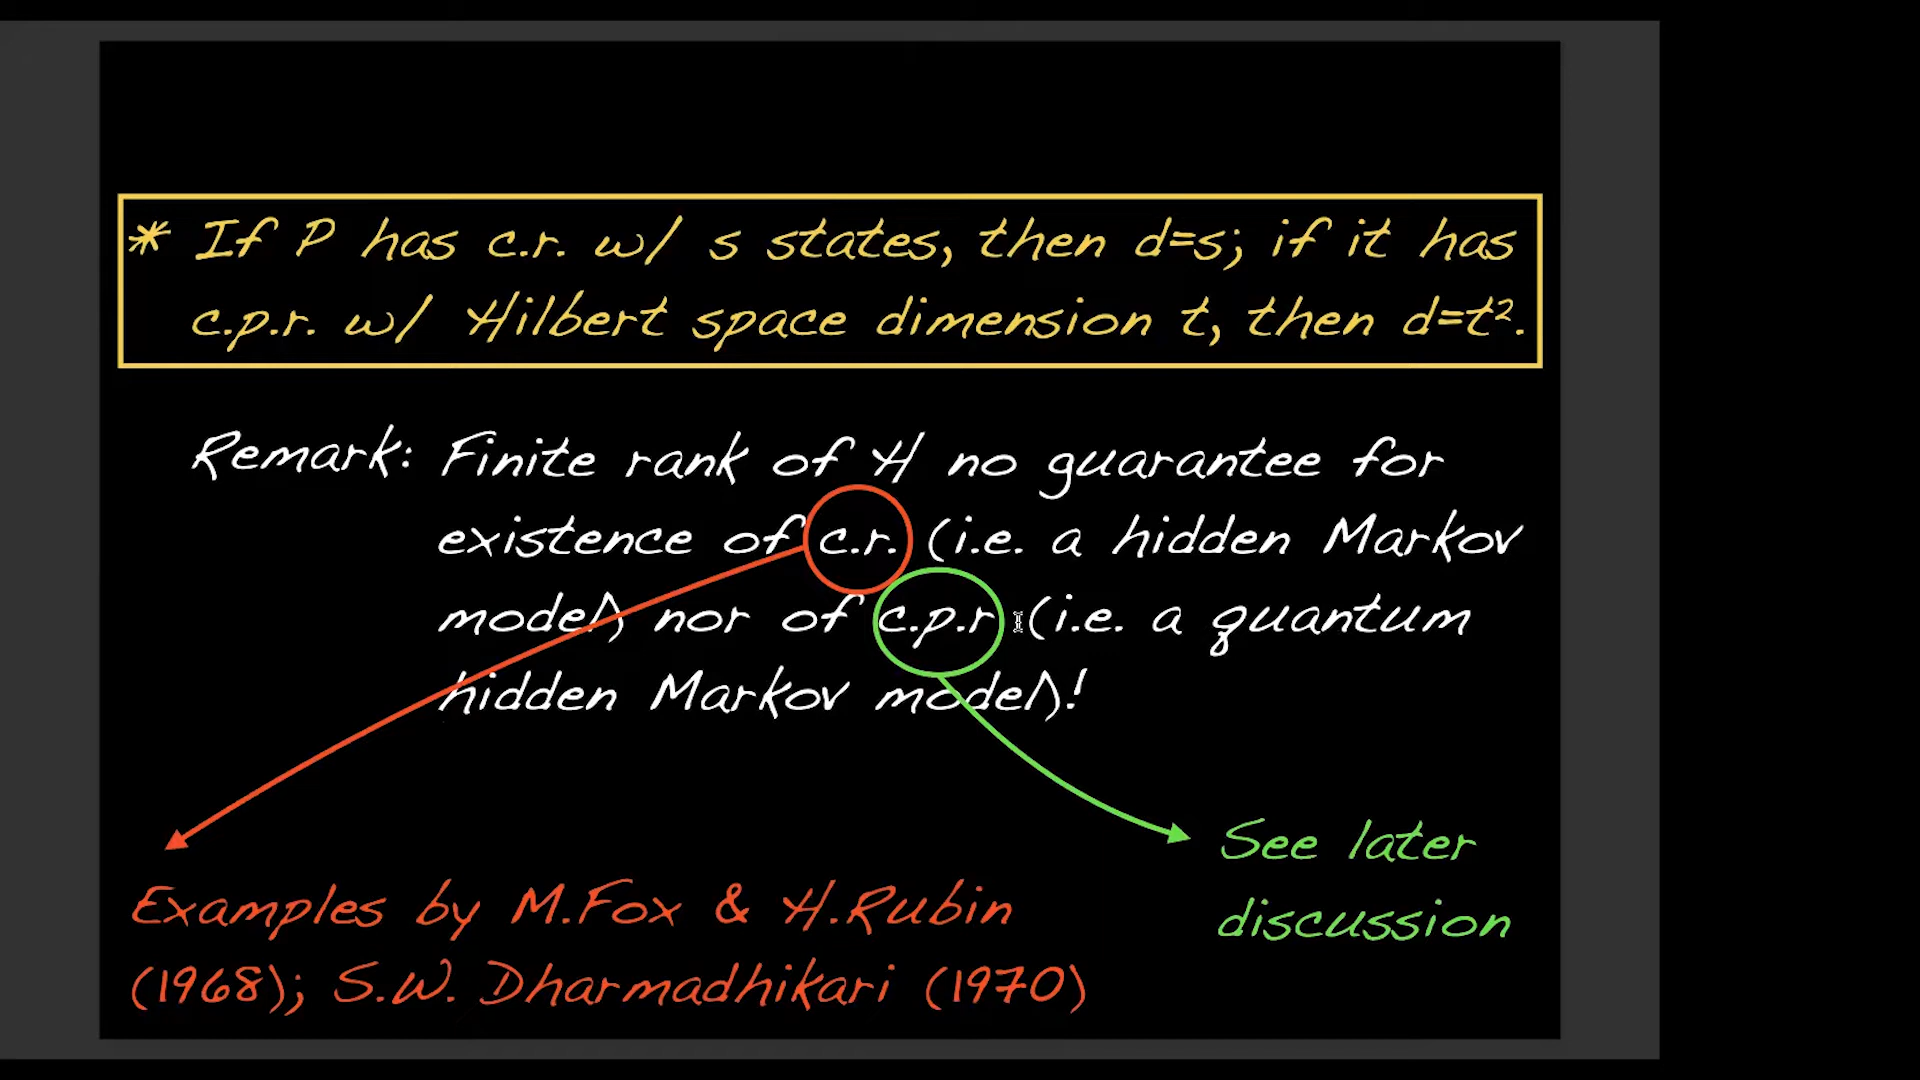 * If P has c.r. w/ s states, then d=s; if it has
c.p.r. w/ Hilbert space dimension t, then d=t².
Remark: Finite rank of H no guarantee for
existence of c.r. (i.e. a hidden Markov
model) nor of c.p.r (i.e. a quantum
hidden Markov model)!
See later
discussion
Examples by M.Fox & H.Rubin
(1968); S.W. Dharmadhikari (1970)